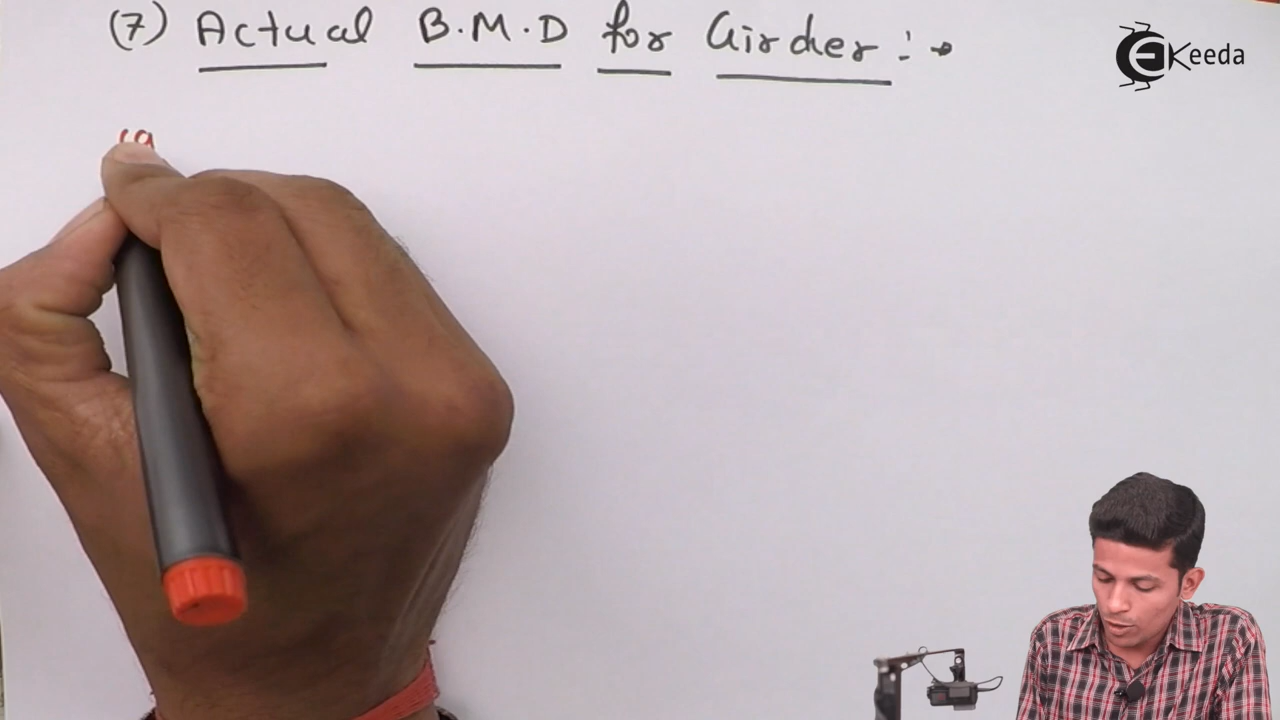 (7) Actual B.M.D for Girder :→
EKeeda
(a